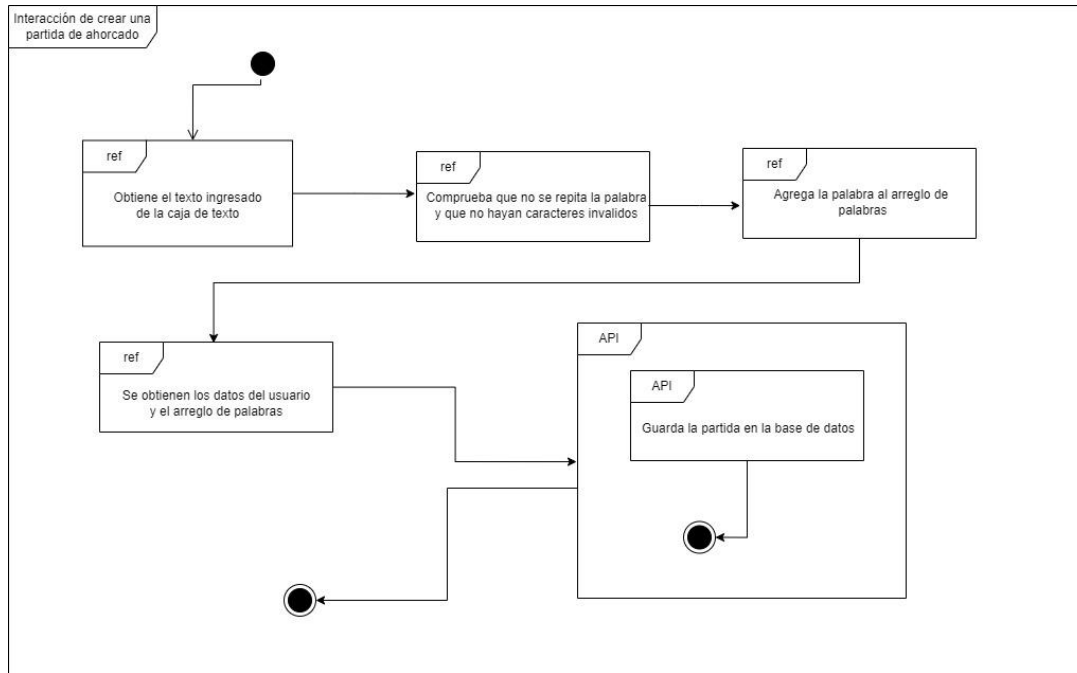 Interacción de crear una
partida de ahorcado
ref
Obtiene el texto ingresado
de la caja de texto
ref
Comprueba que no se repita la palabra
y que no hayan caracteres invalidos
ref
Agrega la palabra al arreglo de
palabras
ref
Se obtienen los datos del usuario
y el arreglo de palabras
API
API
Guarda la partida en la base de datos